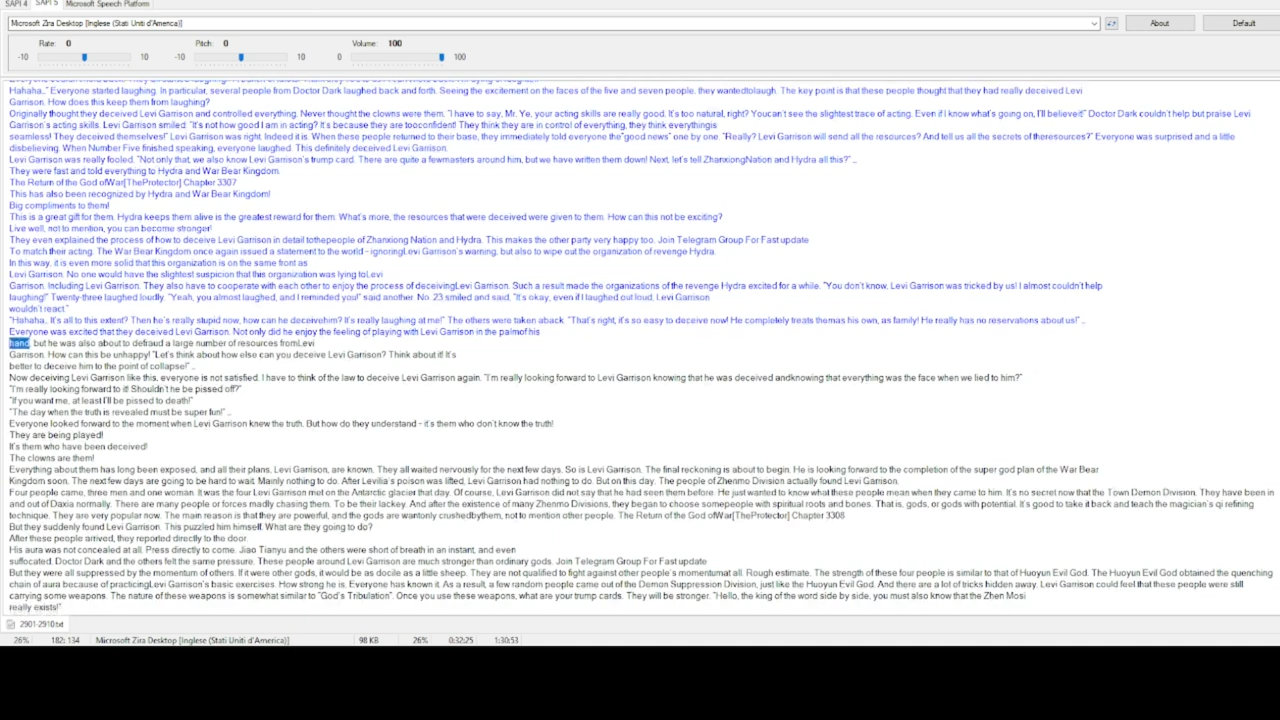 SAPI 4 SAPI 5 Microsoft Speech Platform
Microsoft Zira Desktop [Inglese (Stati Uniti d'America)] About Default
Rate: 0 Pitch: 0 Volume: 100
-10 10 -10 10 0 100
Hahaha.." Everyone started laughing. In particular, several people from Doctor Dark laughed back and forth. Seeing the excitement on the faces of the five and seven people, they wantedtolaugh. The key point is that these people thought that they had really deceived Levi
Garrison. How does this keep them from laughing?
Originally thought they deceived Levi Garrison and controlled everything. Never thought the clowns were them. "I have to say, Mr. Ye, your acting skills are really good. It's too natural, right? Youcan't see the slightest trace of acting. Even if I know what's going on, I'll believeit!" Doctor Dark couldn't help but praise Levi
Garrison's acting skills. Levi Garrison smiled: "It's not how good I am in acting? It's because they are tooconfident! They think they are in control of everything, they think everythingis
seamless! They deceived themselves!" Levi Garrison was right. Indeed it is. When these people returned to their base, they immediately told everyone the"good news" one by one. "Really? Levi Garrison will send all the resources? And tell us all the secrets of theresources?" Everyone was surprised and a little
disbelieving. When Number Five finished speaking, everyone laughed. This definitely deceived Levi Garrison.
Levi Garrison was really fooled. "Not only that, we also know Levi Garrison's trump card. There are quite a fewmasters around him, but we have written them down! Next, let's tell ZhanxiongNation and Hydra all this?" ..
They were fast and told everything to Hydra and War Bear Kingdom.
The Return of the God ofWar[TheProtector] Chapter 3307
This has also been recognized by Hydra and War Bear Kingdom!
Big compliments to them!
This is a great gift for them. Hydra keeps them alive is the greatest reward for them. What's more, the resources that were deceived were given to them. How can this not be exciting?
Live well, not to mention, you can become stronger!
They even explained the process of how to deceive Levi Garrison in detail tothepeople of Zhanxiong Nation and Hydra. This makes the other party very happy too. Join Telegram Group For Fast update
To match their acting. The War Bear Kingdom once again issued a statement to the world - ignoringLevi Garrison's warning, but also to wipe out the organization of revenge Hydra.
In this way, it is even more solid that this organization is on the same front as
Levi Garrison. No one would have the slightest suspicion that this organization was lying toLevi
Garrison. Including Levi Garrison. They also have to cooperate with each other to enjoy the process of deceivingLevi Garrison. Such a result made the organizations of the revenge Hydra excited for a while. "You don't know, Levi Garrison was tricked by us! I almost couldn't help
laughing!" Twenty-three laughed loudly. "Yeah, you almost laughed, and I reminded you!" said another. No. 23 smiled and said, "It's okay, even if I laughed out loud, Levi Garrison
wouldn't react."
"Hahaha.. It's all to this extent? Then he's really stupid now, how can he deceivehim? It's really laughing at me!" The others were taken aback. "That's right, it's so easy to deceive now! He completely treats themas his own, as family! He really has no reservations about us!" ..
Everyone was excited that they deceived Levi Garrison. Not only did he enjoy the feeling of playing with Levi Garrison in the palmof his
hand, but he was also about to defraud a large number of resources fromLevi
Garrison. How can this be unhappy! "Let's think about how else can you deceive Levi Garrison? Think about it! It's
better to deceive him to the point of collapse!" ..
Now deceiving Levi Garrison like this, everyone is not satisfied. I have to think of the law to deceive Levi Garrison again. "I'm really looking forward to Levi Garrison knowing that he was deceived andknowing that everything was the face when we lied to him?"
"I'm really looking forward to it! Shouldn't he be pissed off?"
"If you want me, at least I'll be pissed to death!"
"The day when the truth is revealed must be super fun!" ..
Everyone looked forward to the moment when Levi Garrison knew the truth. But how do they understand - it's them who don't know the truth!
They are being played!
It's them who have been deceived!
The clowns are them!
Everything about them has long been exposed, and all their plans, Levi Garrison, are known. They all waited nervously for the next few days. So is Levi Garrison. The final reckoning is about to begin. He is looking forward to the completion of the super god plan of the War Bear
Kingdom soon. The next few days are going to be hard to wait. Mainly nothing to do. After Levilia's poison was lifted, Levi Garrison had nothing to do. But on this day. The people of Zhenmo Division actually found Levi Garrison.
Four people came, three men and one woman. It was the four Levi Garrison met on the Antarctic glacier that day. Of course, Levi Garrison did not say that he had seen them before. He just wanted to know what these people mean when they came to him. It's no secret now that the Town Demon Division. They have been in
and out of Daxia normally. There are many people or forces madly chasing them. To be their lackey. And after the existence of many Zhenmo Divisions, they began to choose somepeople with spiritual roots and bones. That is, gods, or gods with potential. It's good to take it back and teach the magician's qi refining
technique. They are very popular now. The main reason is that they are powerful, and the gods are wantonly crushedbythem, not to mention other people. The Return of the God ofWar[TheProtector] Chapter 3308
But they suddenly found Levi Garrison. This puzzled him himself. What are they going to do?
After these people arrived, they reported directly to the door.
His aura was not concealed at all. Press directly to come. Jiao Tianyu and the others were short of breath in an instant, and even
suffocated. Doctor Dark and the others felt the same pressure. These people around Levi Garrison are much stronger than ordinary gods. Join Telegram Group For Fast update
But they were all suppressed by the momentum of others. If it were other gods, it would be as docile as a little sheep. They are not qualified to fight against other people's momentumat all. Rough estimate. The strength of these four people is similar to that of Huoyun Evil God. The Huoyun Evil God obtained the quenching
chain of aura because of practicingLevi Garrison's basic exercises. How strong he is. Everyone has known it. As a result, a few random people came out of the Demon Suppression Division, just like the Huoyun Evil God. And there are a lot of tricks hidden away, Levi Garrison could feel that these people were still
carrying some weapons. The nature of these weapons is somewhat similar to "God's Tribulation". Once you use these weapons, what are your trump cards. They will be stronger. "Hello, the king of the word side by side, you must also know that the Zhen Mosi
really exists!"
2901-2910.txt
26% 182: 134 Microsoft Zira Desktop [Inglese (Stati Uniti d'America)] 98 KB 26% 0:32:25 1:30:53